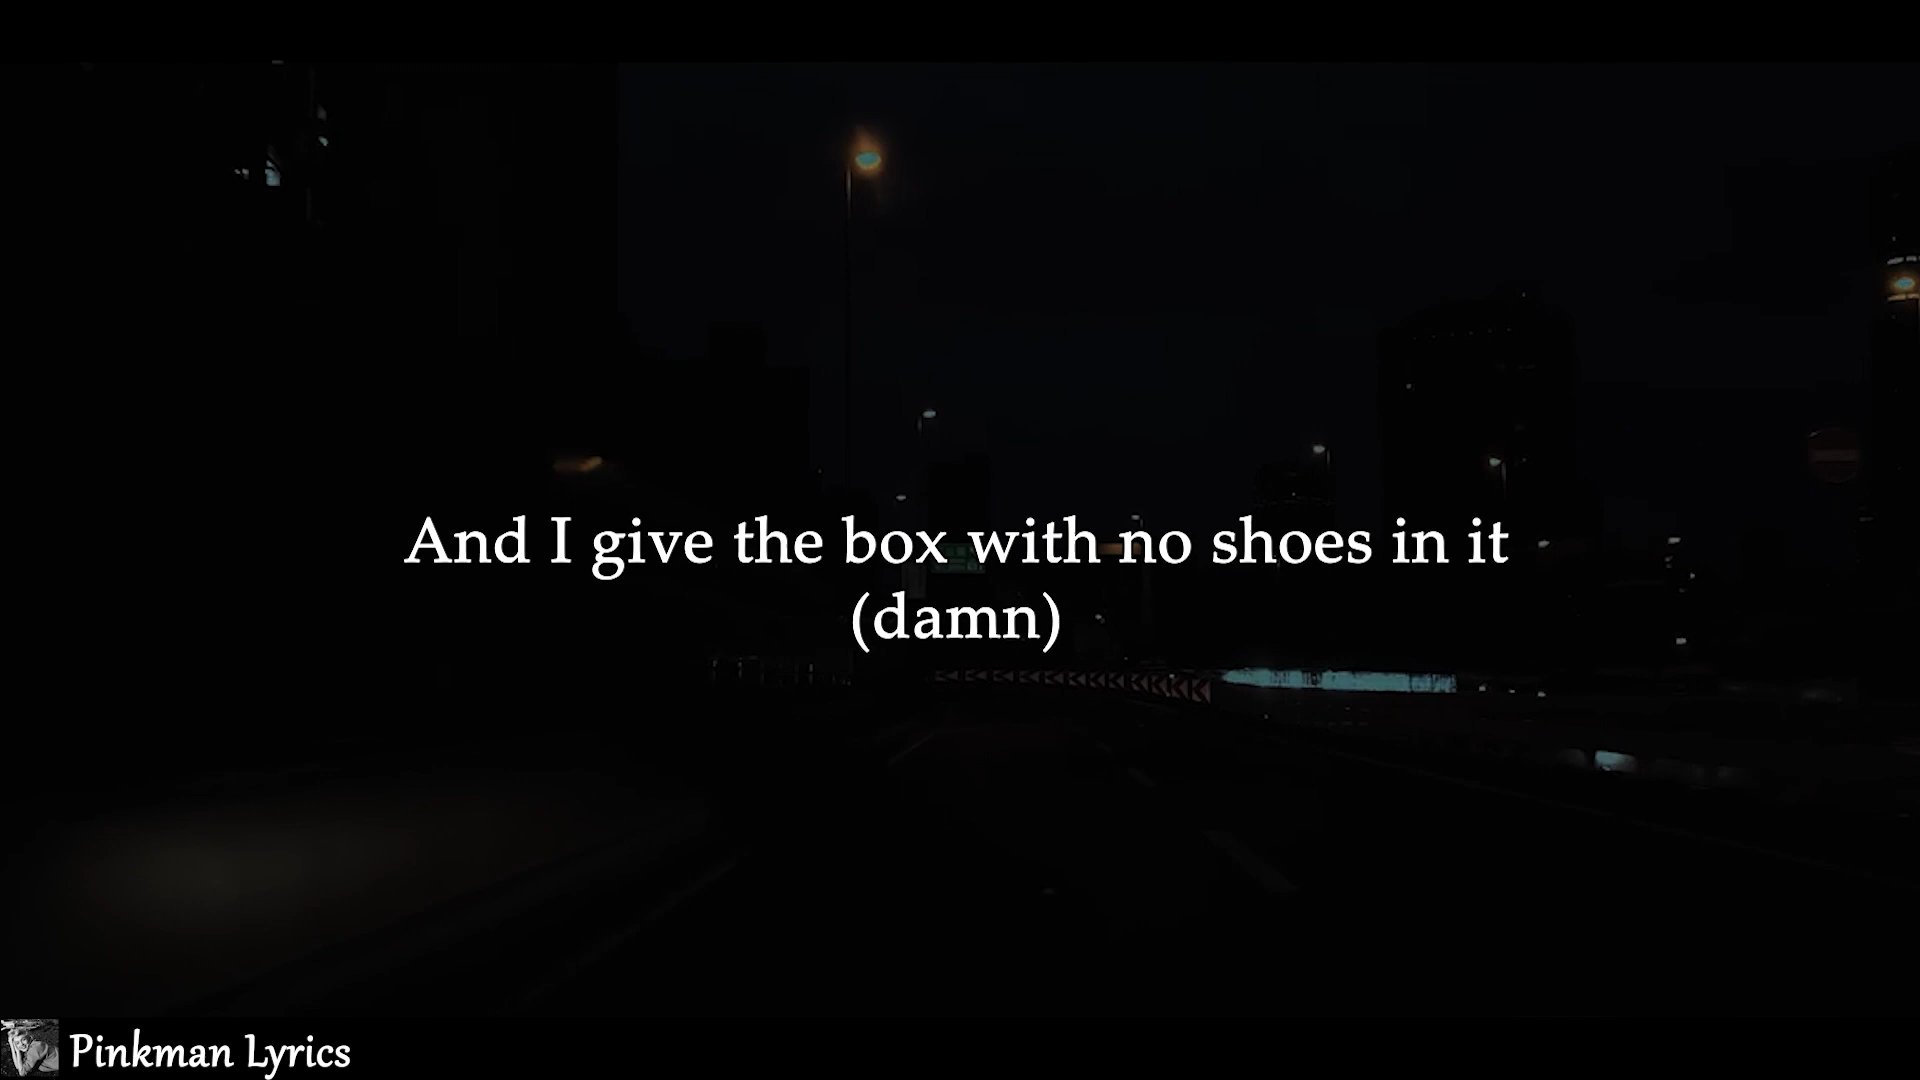 And I give the box with no shoes in it
(damn)
Pinkman Lyrics